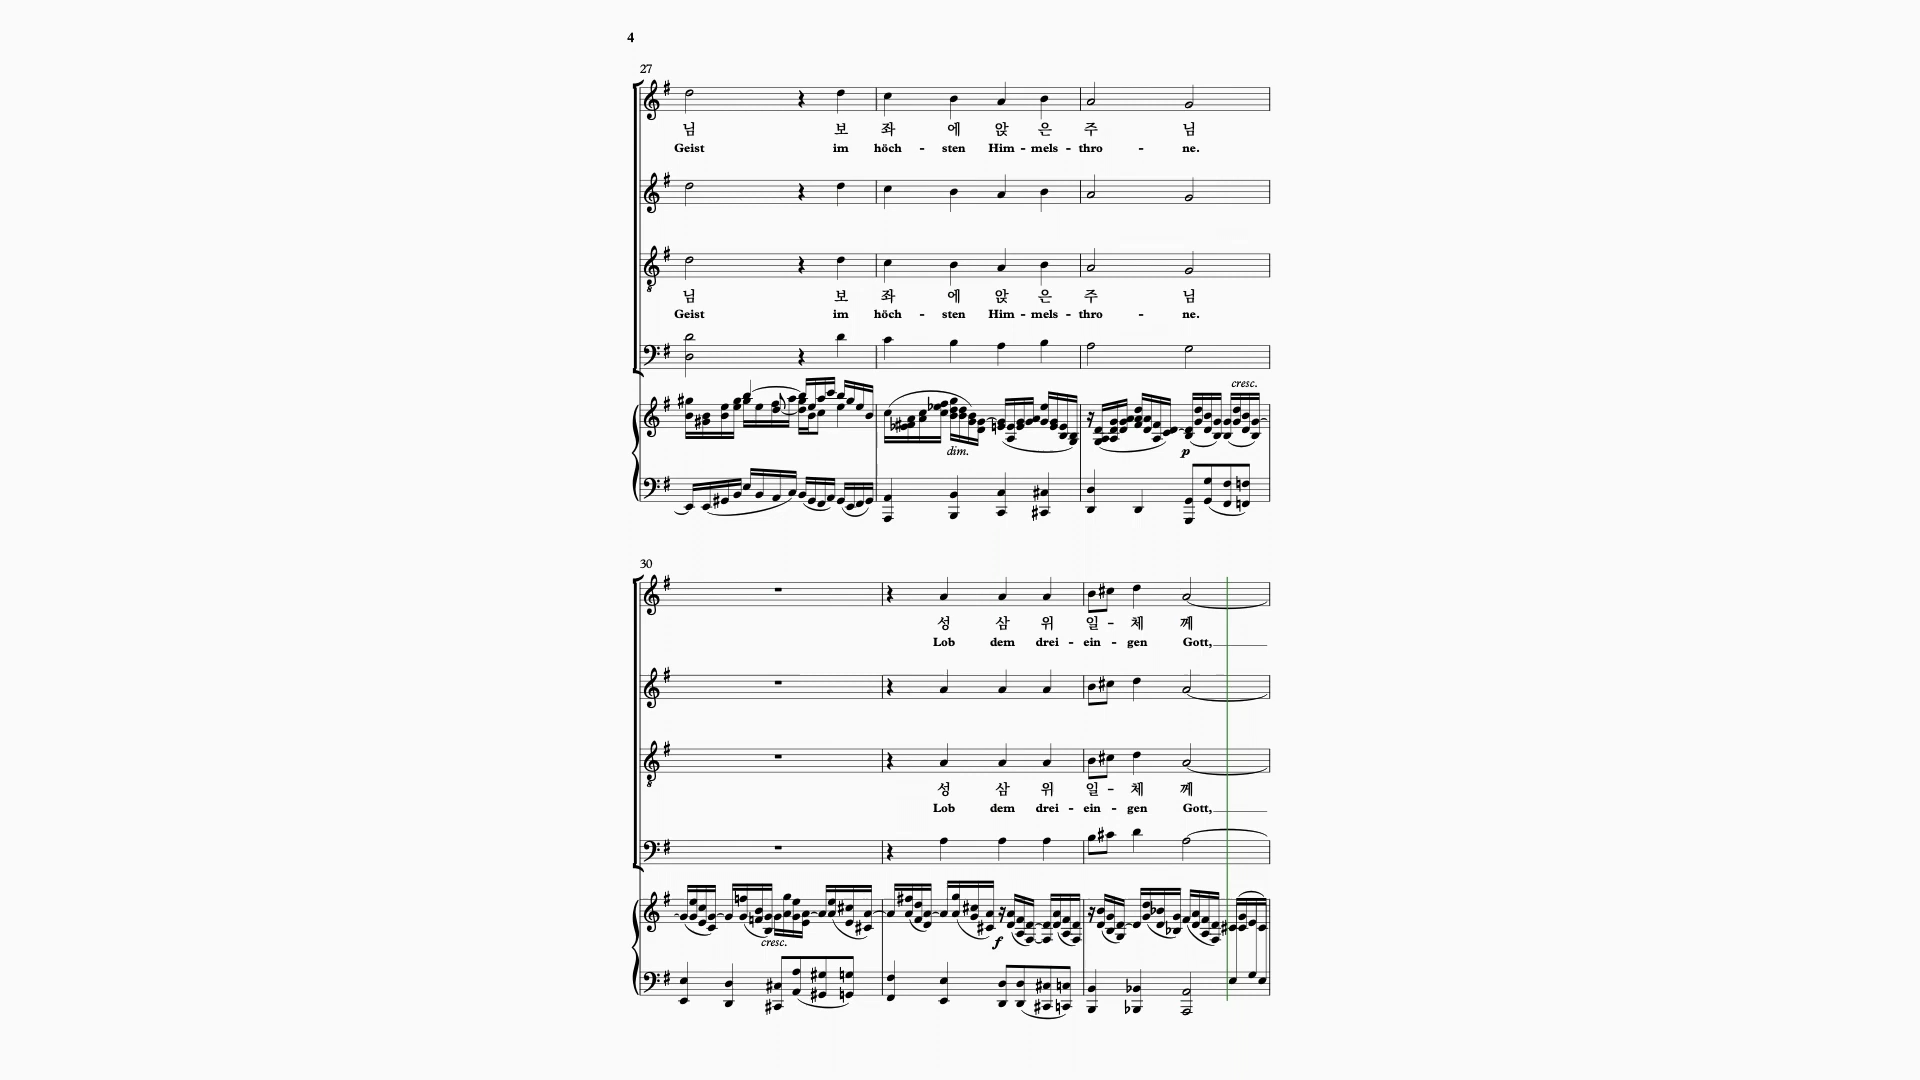 4
27
님 보 좌 에 앉 은 주 님
Geist im höch - sten Him - mels - thro - ne.
님 보 좌 에 앉 은 주 님
Geist im höch - sten Him - mels - thro - ne.
cresc.
dim.
p
30
성 삼 위 일 - 체 께
Lob dem drei - ein - gen Gott,
성 삼 위 일 - 체 께
Lob dem drei - ein - gen Gott,
cresc.
f